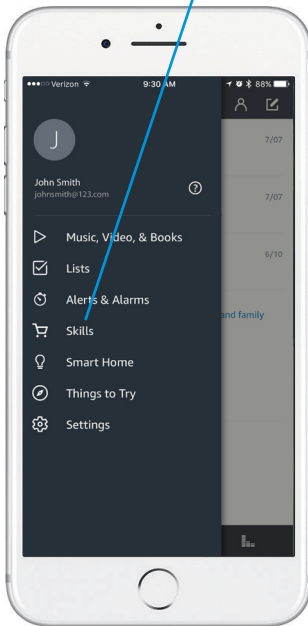 Verizon 9:30 AM 88%
J
John Smith
johnsmith@123.com
?
7/07
7/07
6/10
Music, Video, & Books
Lists
Alerts & Alarms
end family
Skills
Smart Home
Things to Try
Settings